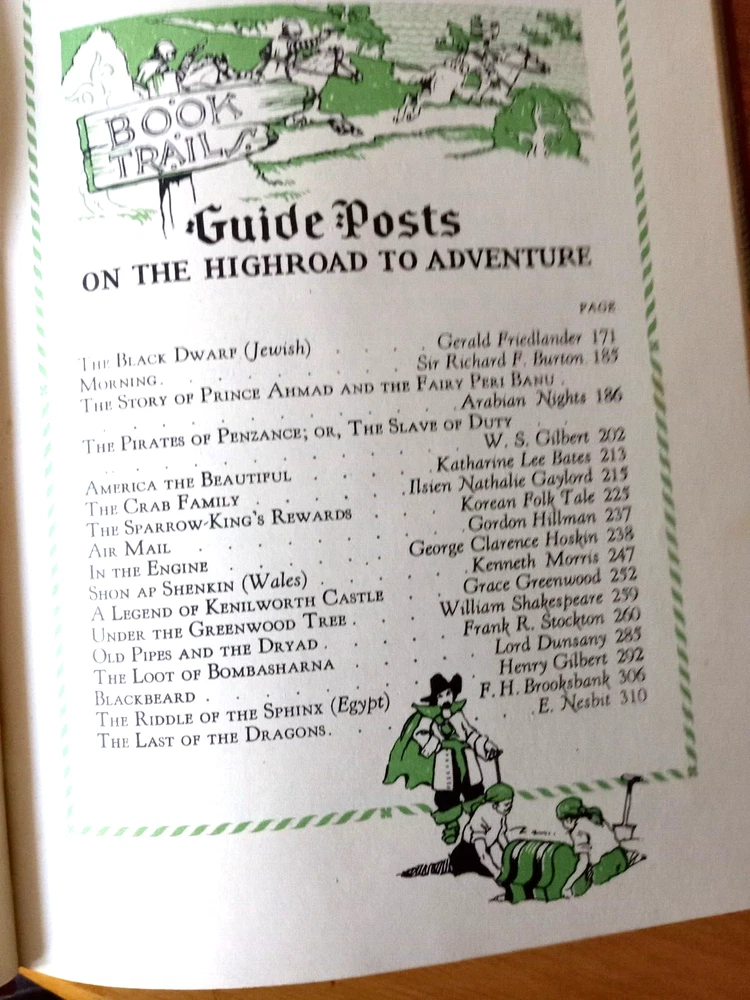 BOOK
TRAILS
Guide Posts
ON THE HIGHROAD TO ADVENTURE
PAGE
THE BLACK DWARF (Jewish) . . . Gerald Friedlander 171
MORNING. . . . . . . Sir Richard F. Burton 185
THE STORY OF PRINCE AHMAD AND THE FAIRY PERI BANU .
. . . . . . . . . Arabian Nights 186
THE PIRATES OF PENZANCE; OR, THE SLAVE OF DUTY .
. . . . . . . . . W. S. Gilbert 202
AMERICA THE BEAUTIFUL . . . . Katharine Lee Bates 213
THE CRAB FAMILY . . . . . Ilsien Nathalie Gaylord 215
THE SPARROW-KING'S REWARDS . . . Korean Folk Tale 225
AIR MAIL . . . . . . . Gordon Hillman 237
IN THE ENGINE . . . . . George Clarence Hoskin 238
SHON AP SHENKIN (Wales) . . . . Kenneth Morris 247
A LEGEND OF KENILWORTH CASTLE . . Grace Greenwood 252
UNDER THE GREENWOOD TREE . . . William Shakespeare 259
OLD PIPES AND THE DRYAD . . . . Frank R. Stockton 260
THE LOOT OF BOMBASHARNA . . . . Lord Dunsany 285
BLACKBEARD . . . . . . . Henry Gilbert 292
THE RIDDLE OF THE SPHINX (Egypt) . . F. H. Brooksbank 306
THE LAST OF THE DRAGONS. . . . . E. Nesbit 310